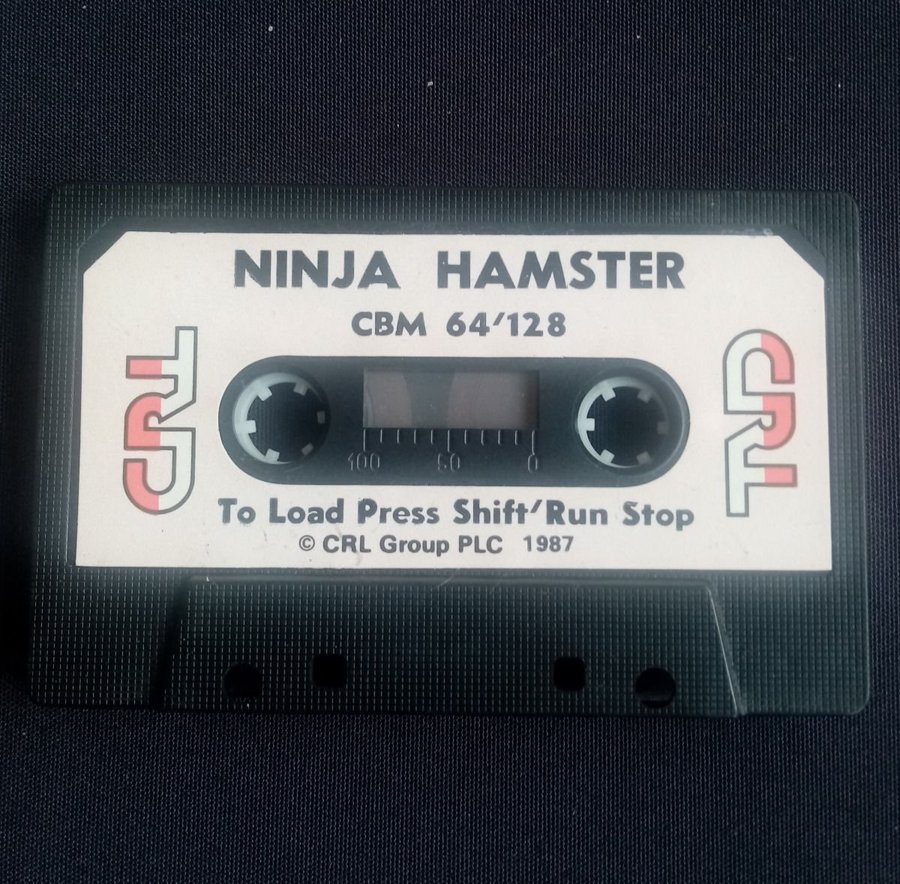 NINJA HAMSTER
CBM 64/128
CRL
CRL
100 50 0
To Load Press Shift/Run Stop
© CRL Group PLC 1987